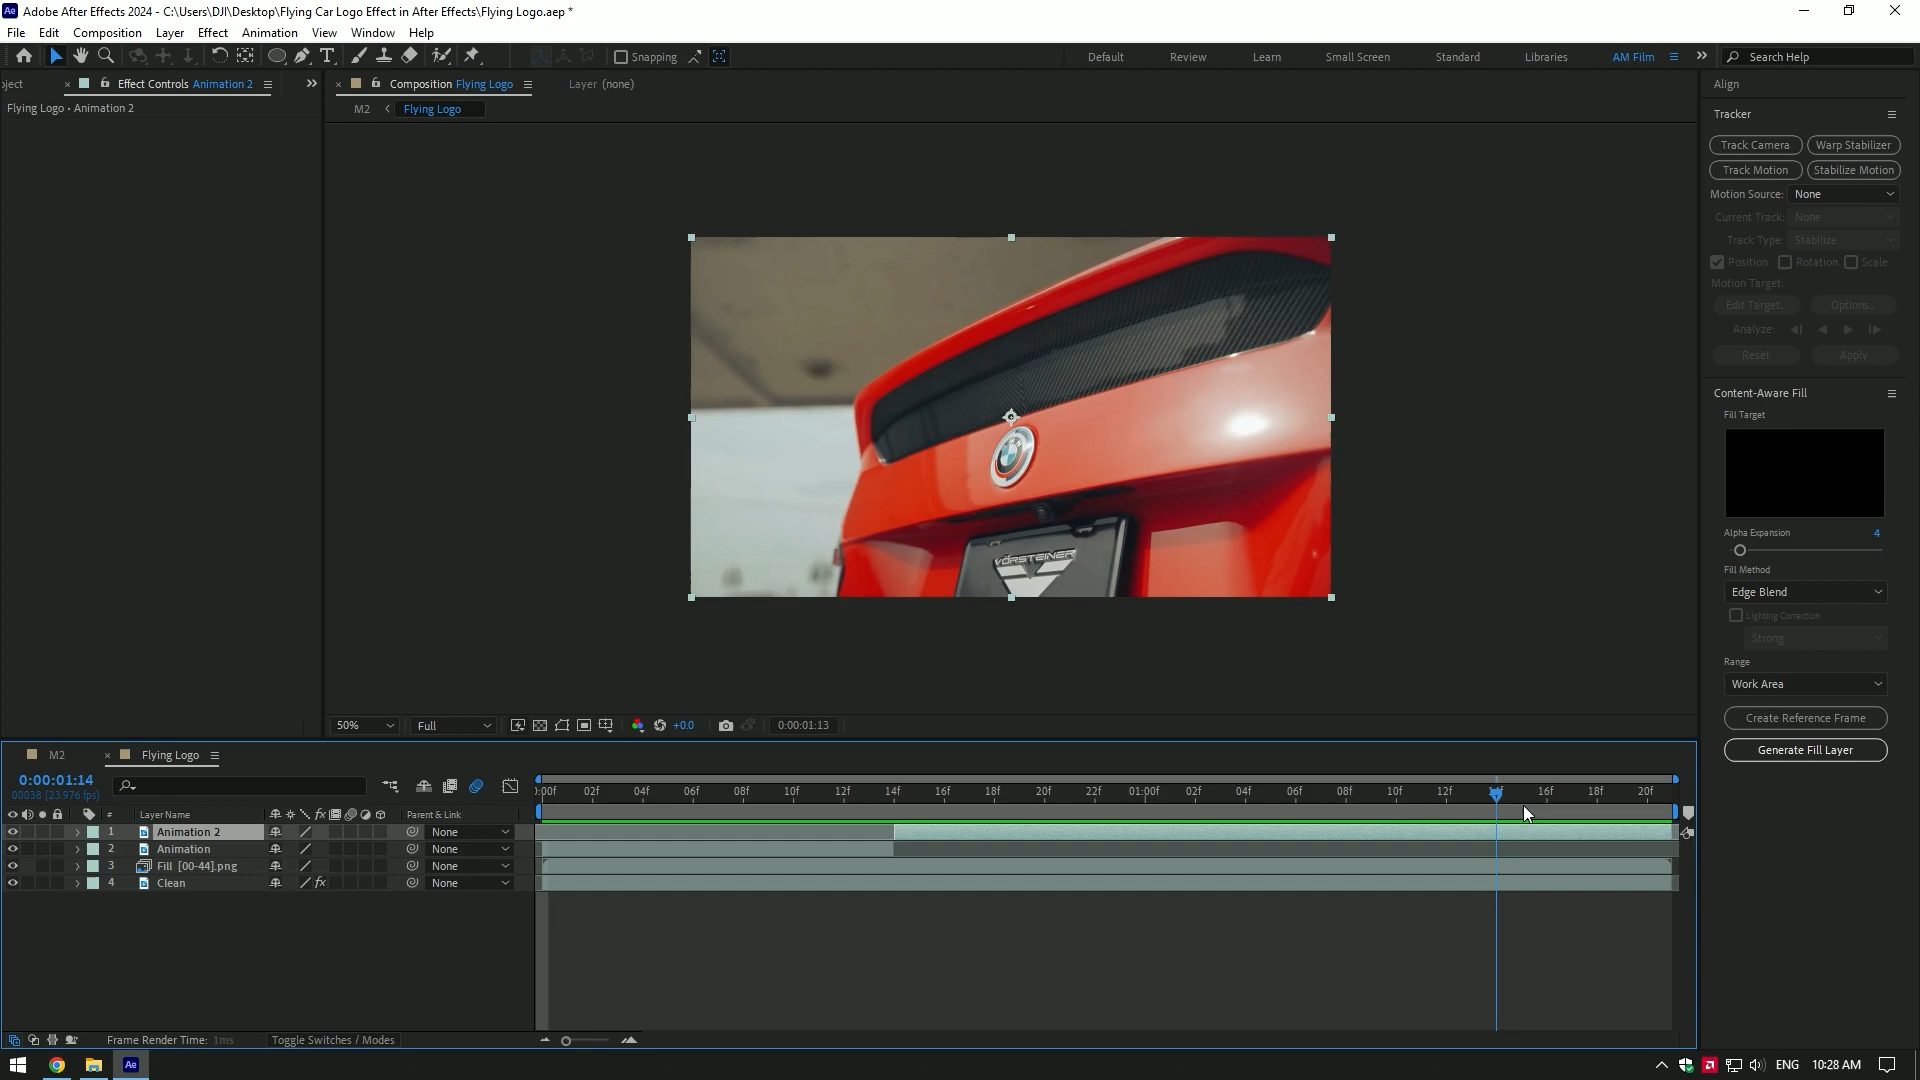 Adobe After Effects 2024 - C:\Users\DJI\Desktop\Flying Car Logo Effect in After Effects\Flying Logo.aep *
File Edit Composition Layer Effect Animation View Window Help
Snapping
Default Review Learn Small Screen Standard Libraries AM Film
Search Help
oject
Effect Controls Animation 2
Flying Logo • Animation 2
Composition Flying Logo
Layer (none)
M2 Flying Logo
VORSTEINER
50% Full +0.0 0:00:01:13
Align
Tracker
Track Camera Warp Stabilizer
Track Motion Stabilize Motion
Motion Source: None
Current Track: None
Track Type: Stabilize
Position Rotation Scale
Motion Target:
Edit Target... Options...
Analyze:
Reset Apply
Content-Aware Fill
Fill Target
Alpha Expansion 4
Fill Method
Edge Blend
Lighting Correction
Strong
Range
Work Area
Create Reference Frame
Generate Fill Layer
M2 Flying Logo
0:00:01:14
00038 (23.976 fps)
# Layer Name Parent & Link
1 Animation 2 None
2 Animation None
3 Fill [00-44].png None
4 Clean None
):00f 02f 04f 06f 08f 10f 12f 14f 16f 18f 20f 22f 01:00f 02f 04f 06f 08f 10f 12f 14f 16f 18f 20f
Frame Render Time: 1ms Toggle Switches / Modes
ENG 10:28 AM